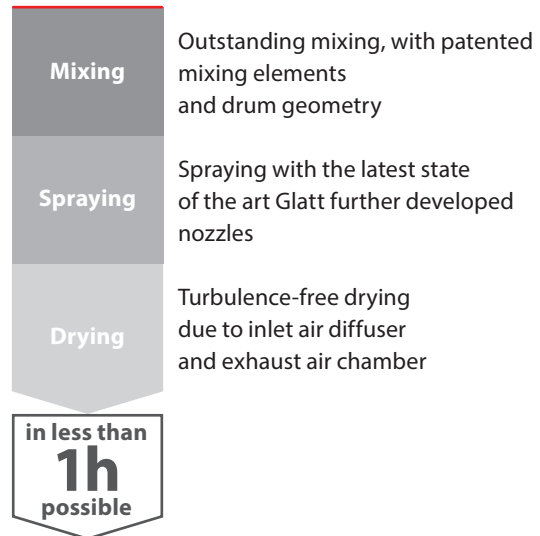 Mixing
Outstanding mixing, with patented
mixing elements
and drum geometry
Spraying
Spraying with the latest state
of the art Glatt further developed
nozzles
Drying
Turbulence-free drying
due to inlet air diffuser
and exhaust air chamber
in less than
1h
possible